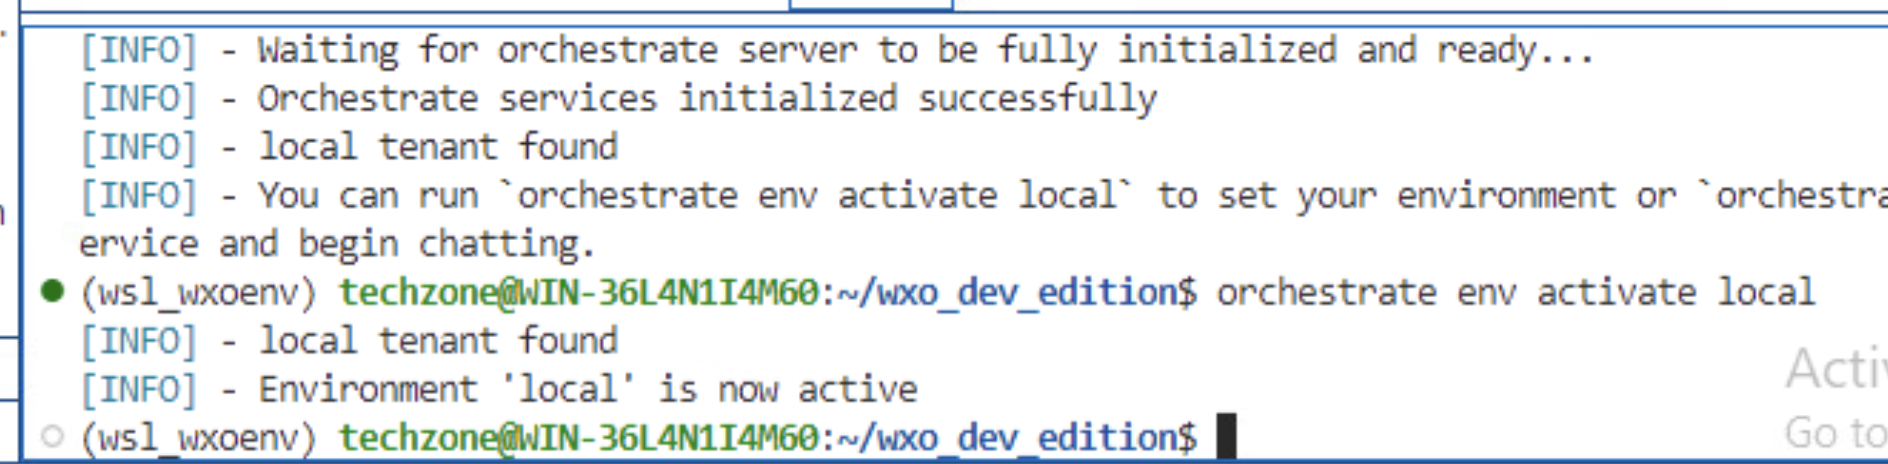 [INFO] - Waiting for orchestrate server to be fully initialized and ready...
[INFO] - Orchestrate services initialized successfully
[INFO] - local tenant found
[INFO] - You can run `orchestrate env activate local` to set your environment or `orchestra
ervice and begin chatting.
(wsl_wxoenv) techzone@WIN-36L4N1I4M60:~/wxo_dev_edition$ orchestrate env activate local
[INFO] - local tenant found
[INFO] - Environment 'local' is now active
(wsl_wxoenv) techzone@WIN-36L4N1I4M60:~/wxo_dev_edition$
Go to